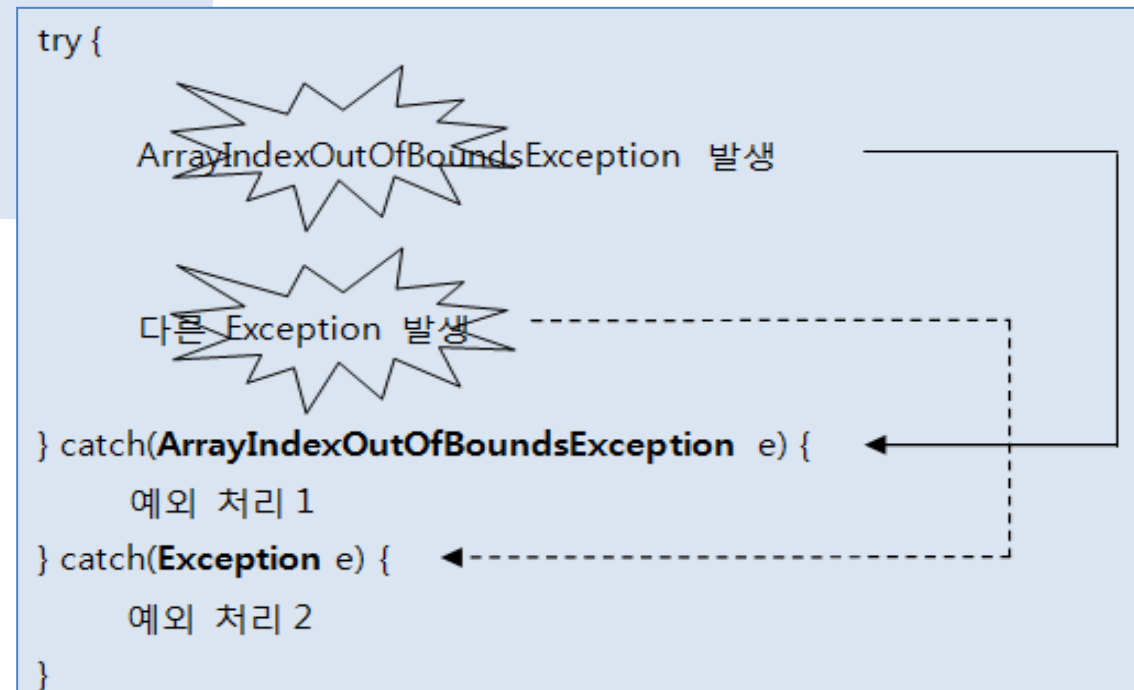 try {
ArrayIndexOutOfBoundsException 발생
다른 Exception 발생
} catch(ArrayIndexOutOfBoundsException e) {
예외 처리 1
} catch(Exception e) {
예외 처리 2
}